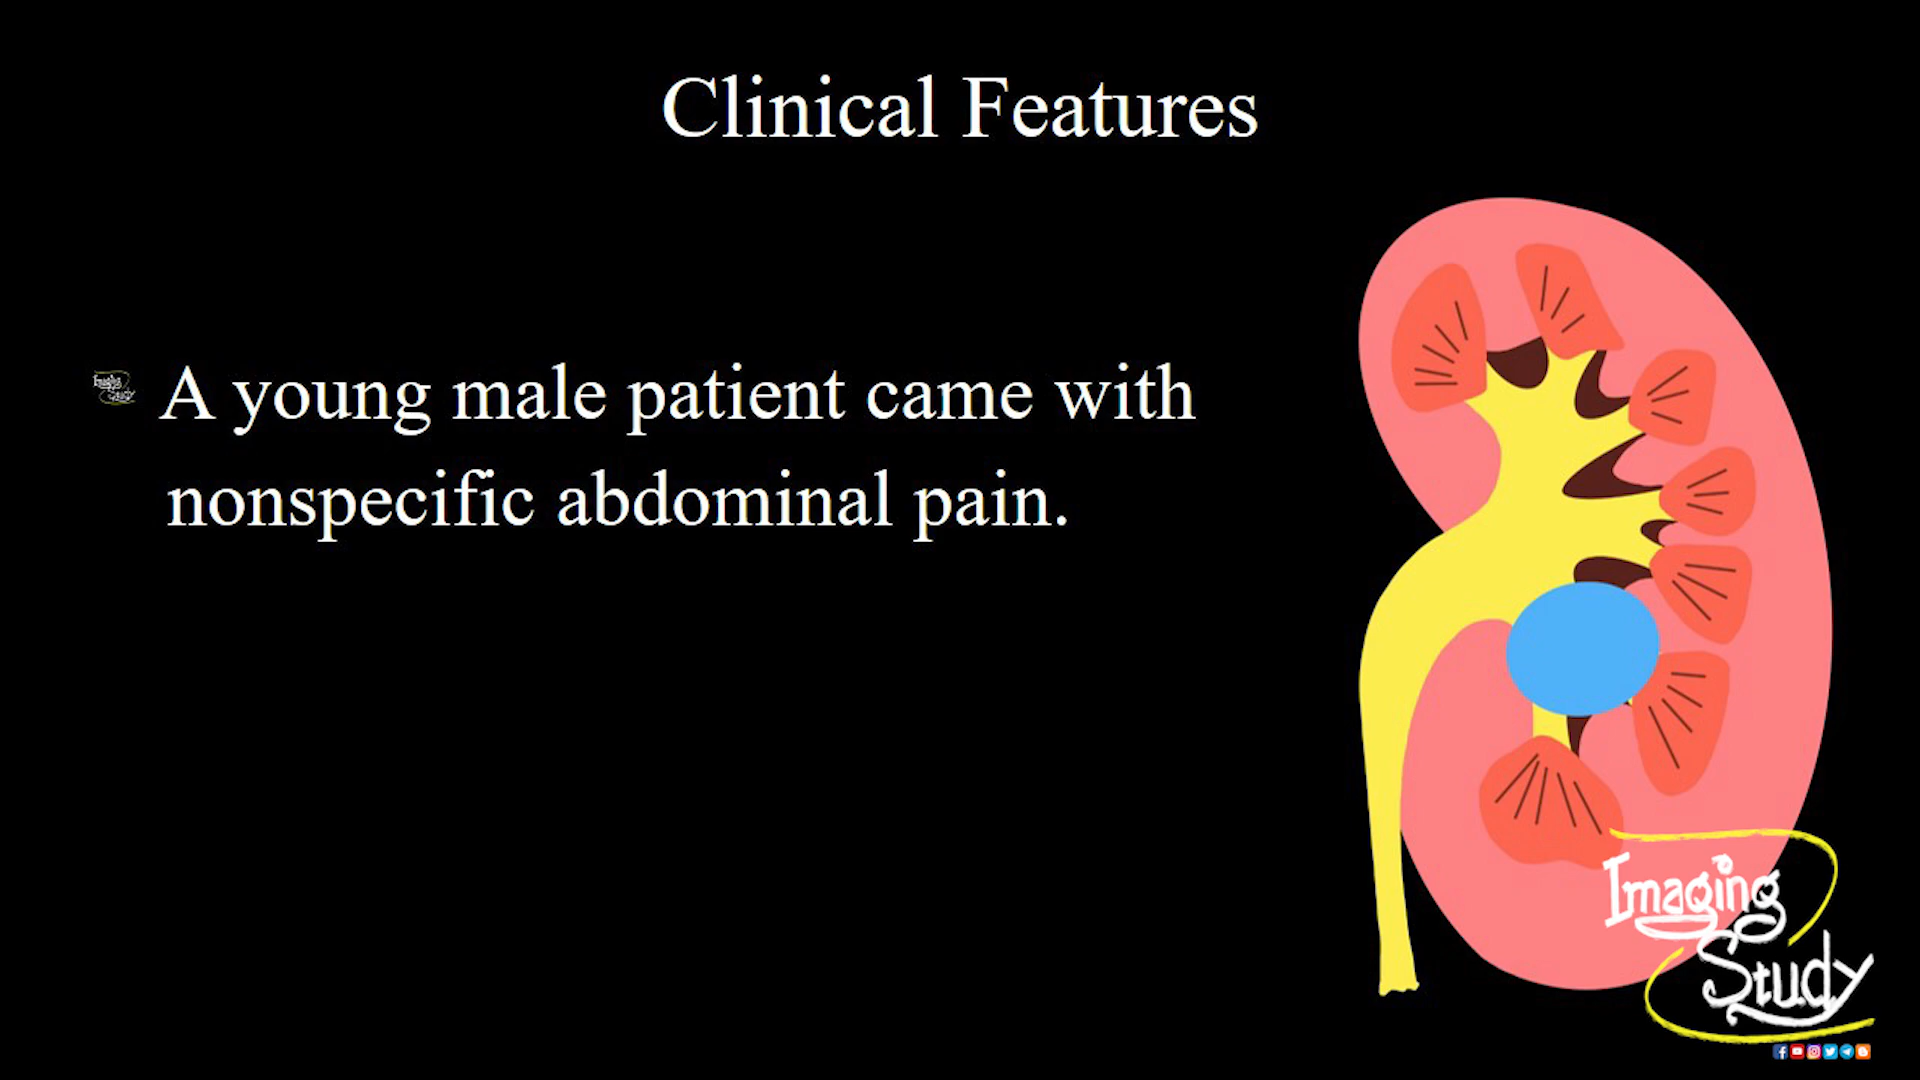 Clinical Features
A young male patient came with
nonspecific abdominal pain.
Imaging
Study